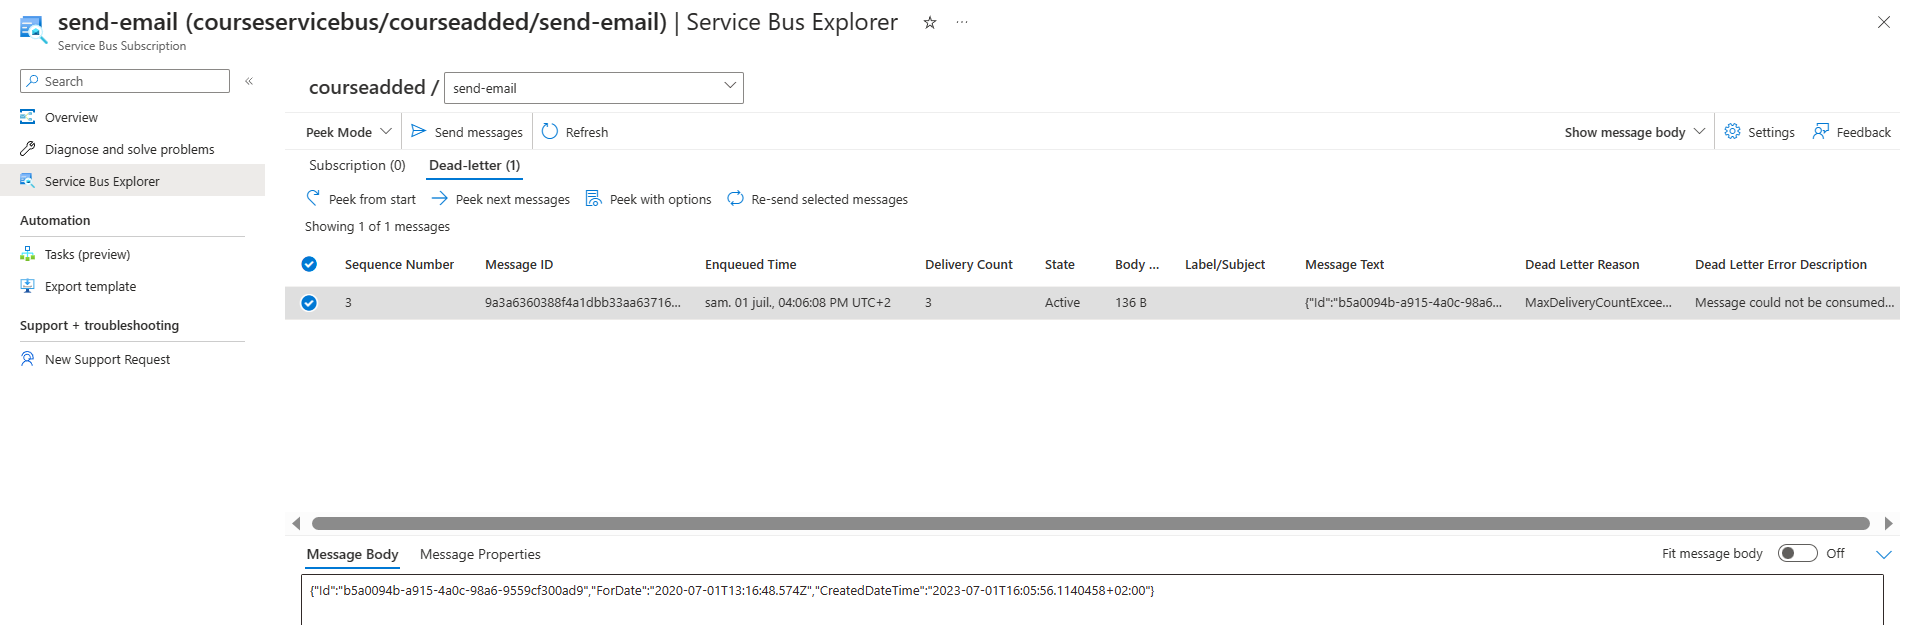 send-email (courseservicebus/courseadded/send-email) | Service Bus Explorer
Service Bus Subscription
Search
Overview
Diagnose and solve problems
Service Bus Explorer
Automation
Tasks (preview)
Export template
Support + troubleshooting
New Support Request
courseadded / send-email
Peek Mode Send messages Refresh Show message body Settings Feedback
Subscription (0) Dead-letter (1)
Peek from start Peek next messages Peek with options Re-send selected messages
Showing 1 of 1 messages
Sequence Number Message ID Enqueued Time Delivery Count State Body ... Label/Subject Message Text Dead Letter Reason Dead Letter Error Description
3 9a3a6360388f4a1dbb33aa63716... sam. 01 juil., 04:06:08 PM UTC+2 3 Active 136 B {"Id":"b5a0094b-a915-4a0c-98a6... MaxDeliveryCountExcee... Message could not be consumed...
Message Body Message Properties Fit message body Off
{"Id":"b5a0094b-a915-4a0c-98a6-9559cf300ad9","ForDate":"2020-07-01T13:16:48.574Z","CreatedDateTime":"2023-07-01T16:05:56.1140458+02:00"}